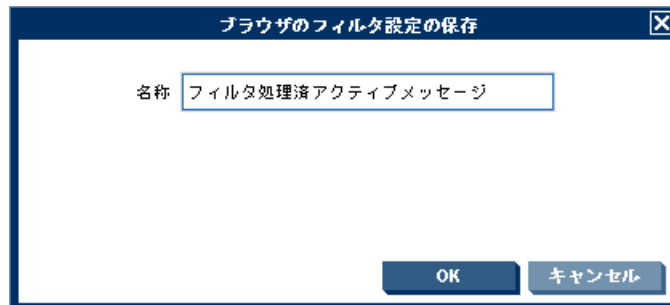 ブラウザのフィルタ設定の保存
名称 フィルタ処理済アクティブメッセージ
OK キャンセル